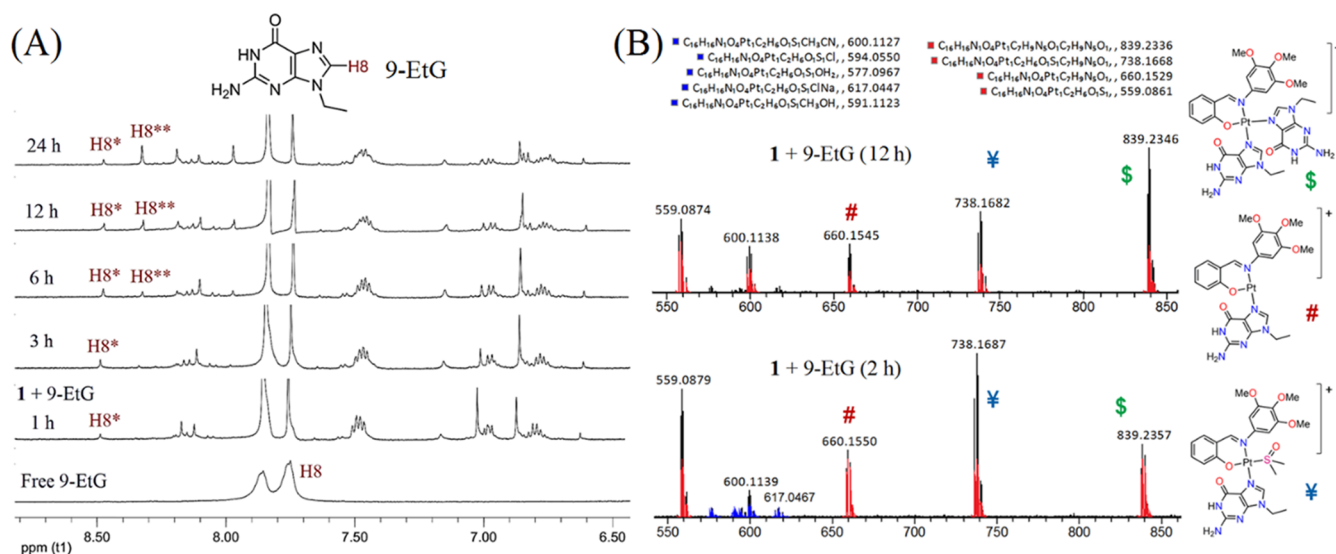 (A)
O
HN
N
H8
9-EtG
H₂N
N
N
24 h
H8*
H8**
12 h
H8*
H8**
6 h
H8*
H8**
3 h
H8*
1 + 9-EtG
1 h
H8*
Free 9-EtG
H8
8.50
8.00
7.50
7.00
6.50
ppm (t1)
(B)
C₁₆H₁₆N₁O₄Pt₁C₂H₆O₁S₁CH₃CN, , 600.1127
C₁₆H₁₆N₁O₄Pt₁C₂H₆O₁S₁Cl, , 594.0550
C₁₆H₁₆N₁O₄Pt₁C₂H₆O₁S₁OH₂, , 577.0967
C₁₆H₁₆N₁O₄Pt₁C₂H₆O₁S₁ClNa, , 617.0447
C₁₆H₁₆N₁O₄Pt₁C₂H₆O₁S₁CH₃OH, , 591.1123
C₁₆H₁₆N₁O₄Pt₁C₇H₉N₅O₁C₇H₉N₅O₁, , 839.2336
C₁₆H₁₆N₁O₄Pt₁C₂H₆O₁S₁C₇H₉N₅O₁, , 738.1668
C₁₆H₁₆N₁O₄Pt₁C₇H₉N₅O₁, , 660.1529
C₁₆H₁₆N₁O₄Pt₁C₂H₆O₁S₁, , 559.0861
1 + 9-EtG (12 h)
559.0874
600.1138
#
660.1545
¥
738.1682
$
839.2346
550
600
650
700
750
800
850
1 + 9-EtG (2 h)
559.0879
600.1139
617.0467
#
660.1550
738.1687
¥
$
839.2357
550
600
650
700
750
800
850
OMe
OMe
OMe
N
O
Pt
N
N
N
N
O
N
H
NH₂
O
N
HN
N
N
H₂N
$
OMe
OMe
OMe
+
N
O
Pt
O
N
HN
N
N
H₂N
#
OMe
OMe
OMe
+
N
O
O
Pt
S
O
N
HN
N
N
H₂N
¥